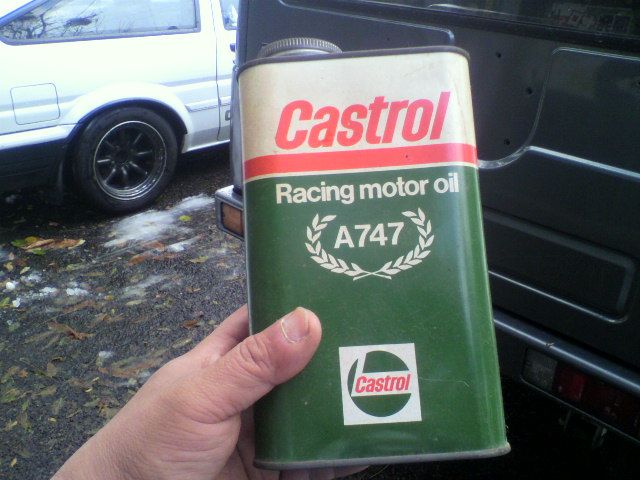 Castrol
Racing motor oil
A747
Castrol